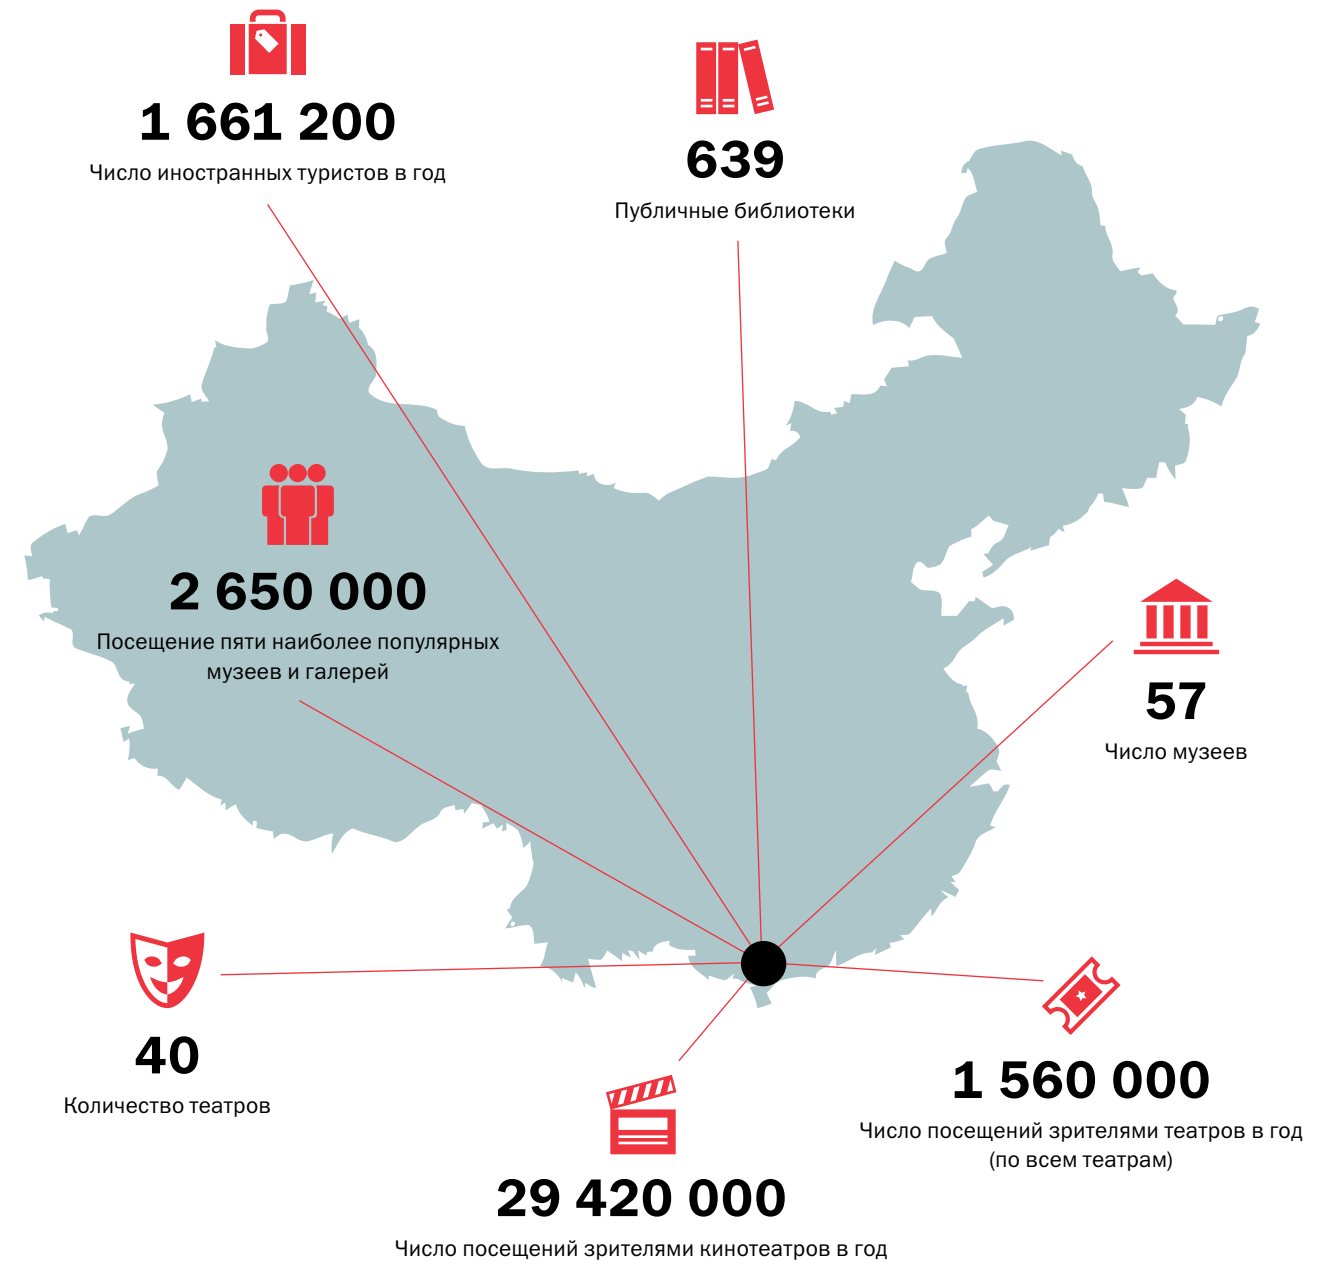 1 661 200
Число иностранных туристов в год
639
Публичные библиотеки
2 650 000
Посещение пяти наиболее популярных
музеев и галерей
57
Число музеев
40
Количество театров
1 560 000
Число посещений зрителями театров в год
(по всем театрам)
29 420 000
Число посещений зрителями кинотеатров в год